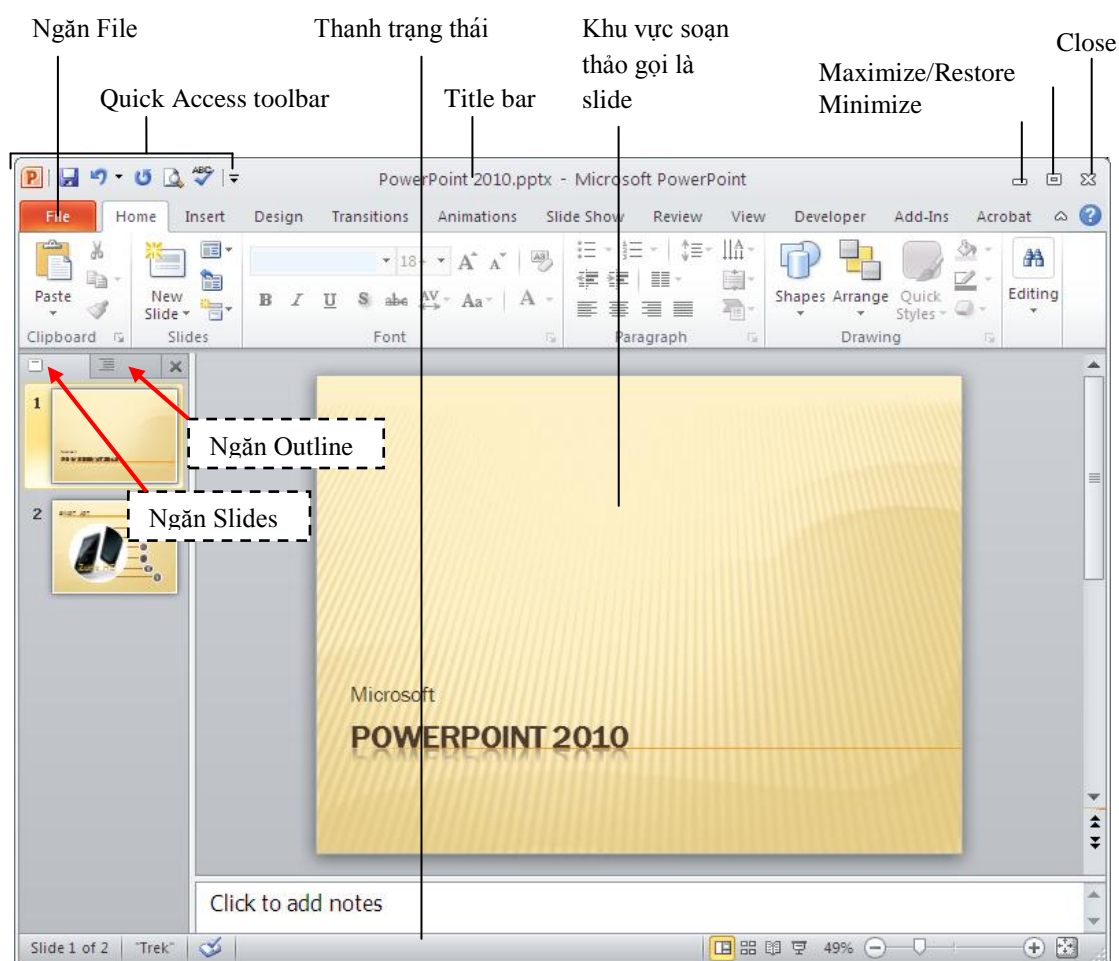 Ngăn File
Thanh trạng thái
Khu vực soạn
thảo gọi là
slide
Close
Maximize/Restore
Minimize
Quick Access toolbar
Title bar
PowerPoint 2010.pptx - Microsoft PowerPoint
File Home Insert Design Transitions Animations Slide Show Review View Developer Add-Ins Acrobat
Paste
New
Slide
18
B I U S abc AV Aa A
Shapes Arrange Quick
Styles
Editing
Clipboard Slides Font Paragraph Drawing
1
Ngăn Outline
2
Ngăn Slides
Microsoft
POWERPOINT 2010
Click to add notes
Slide 1 of 2 "Trek" 49%